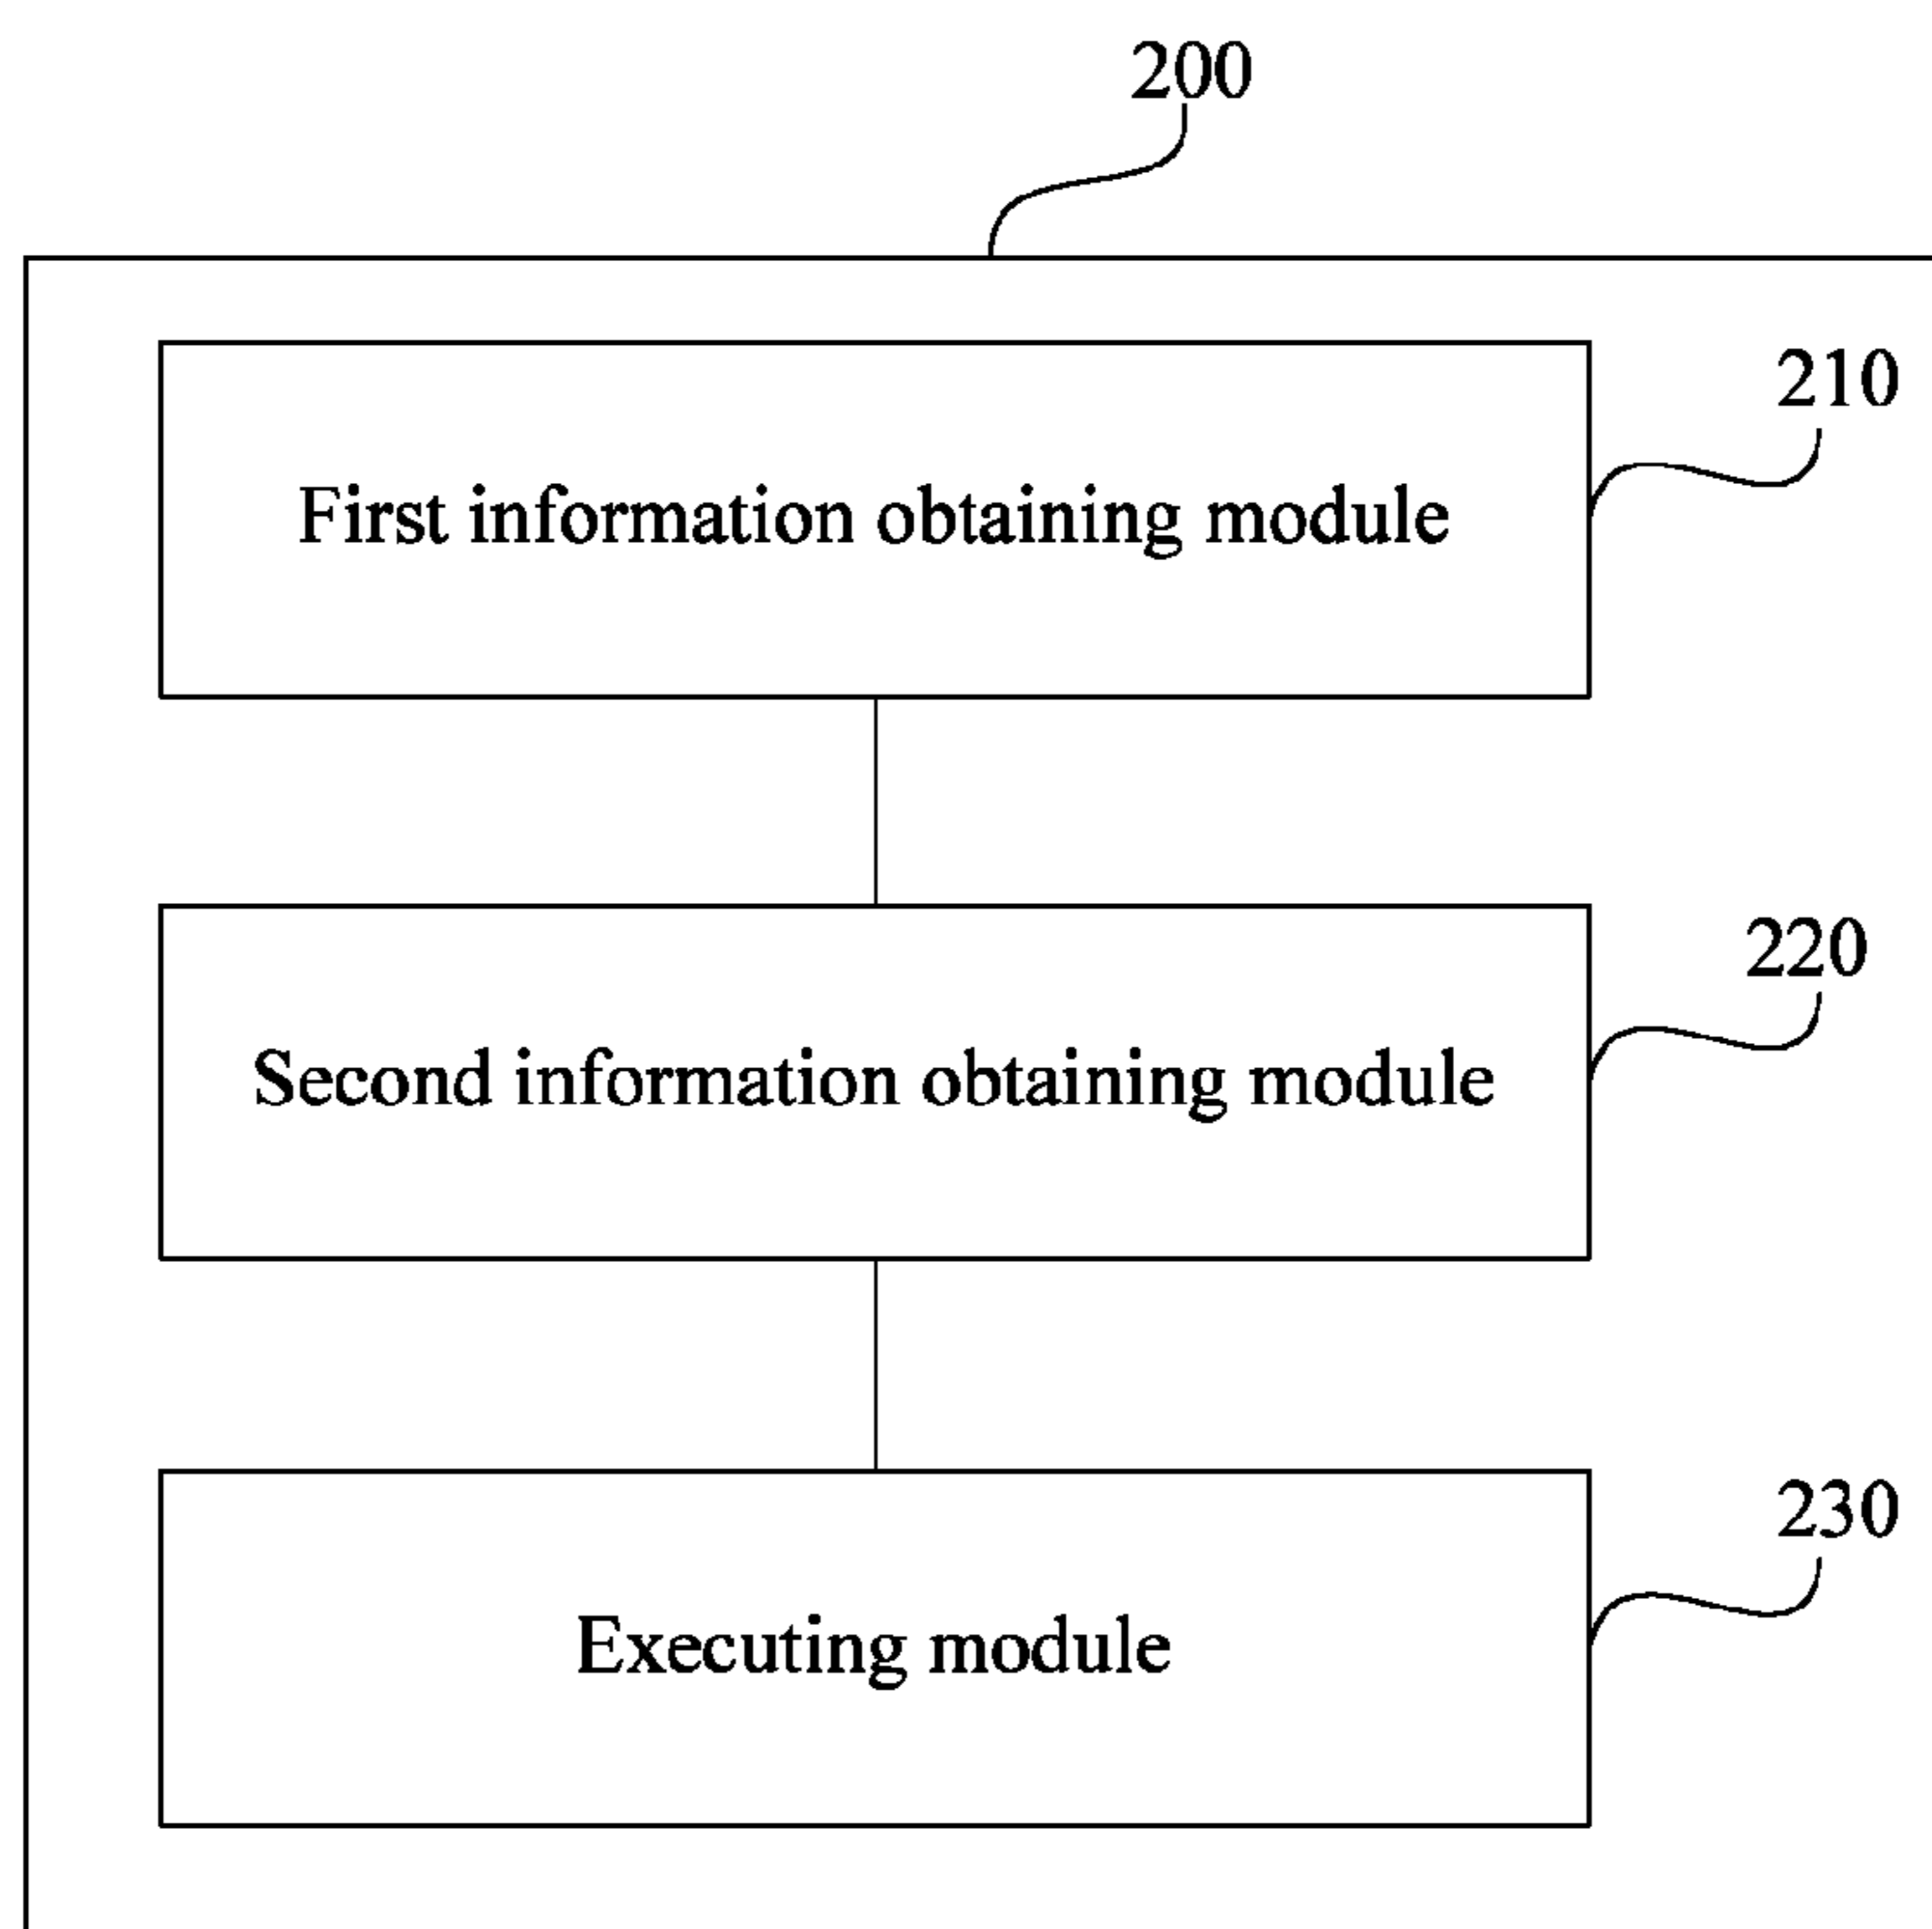 200
210
First information obtaining module
220
Second information obtaining module
230
Executing module